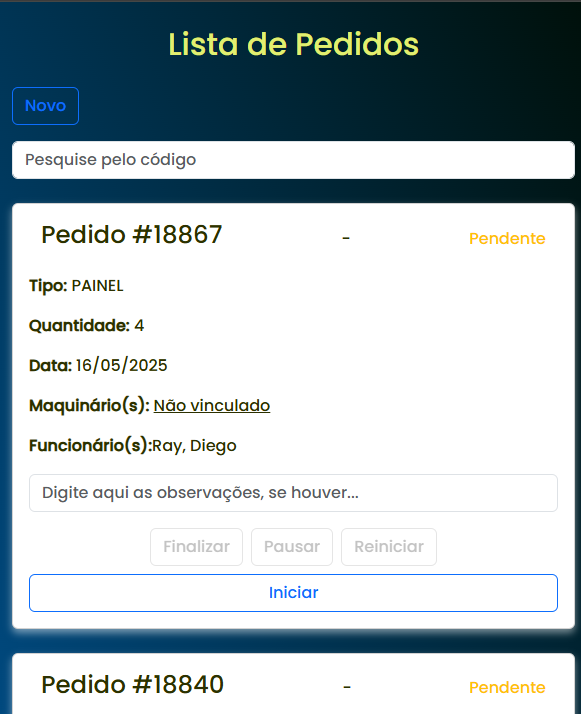 Lista de Pedidos
Novo
Pesquise pelo código
Pedido #18867 - Pendente
Tipo: PAINEL
Quantidade: 4
Data: 16/05/2025
Maquinário(s): Não vinculado
Funcionário(s):Ray, Diego
Digite aqui as observações, se houver...
Finalizar Pausar Reiniciar
Iniciar
Pedido #18840 - Pendente